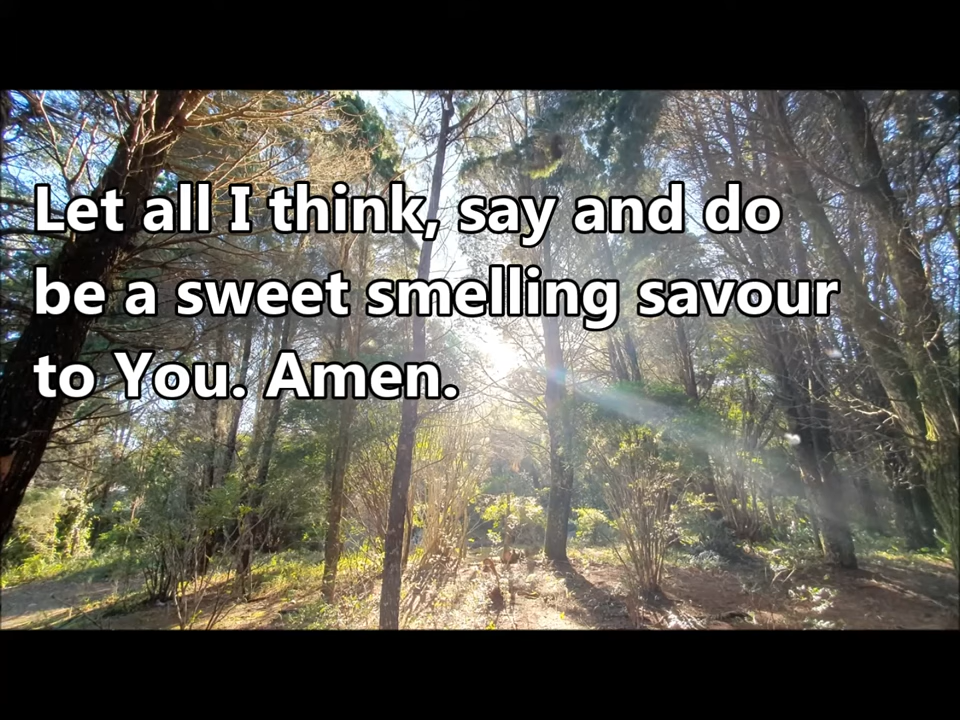 Let all I think, say and do
be a sweet smelling savour
to You. Amen.